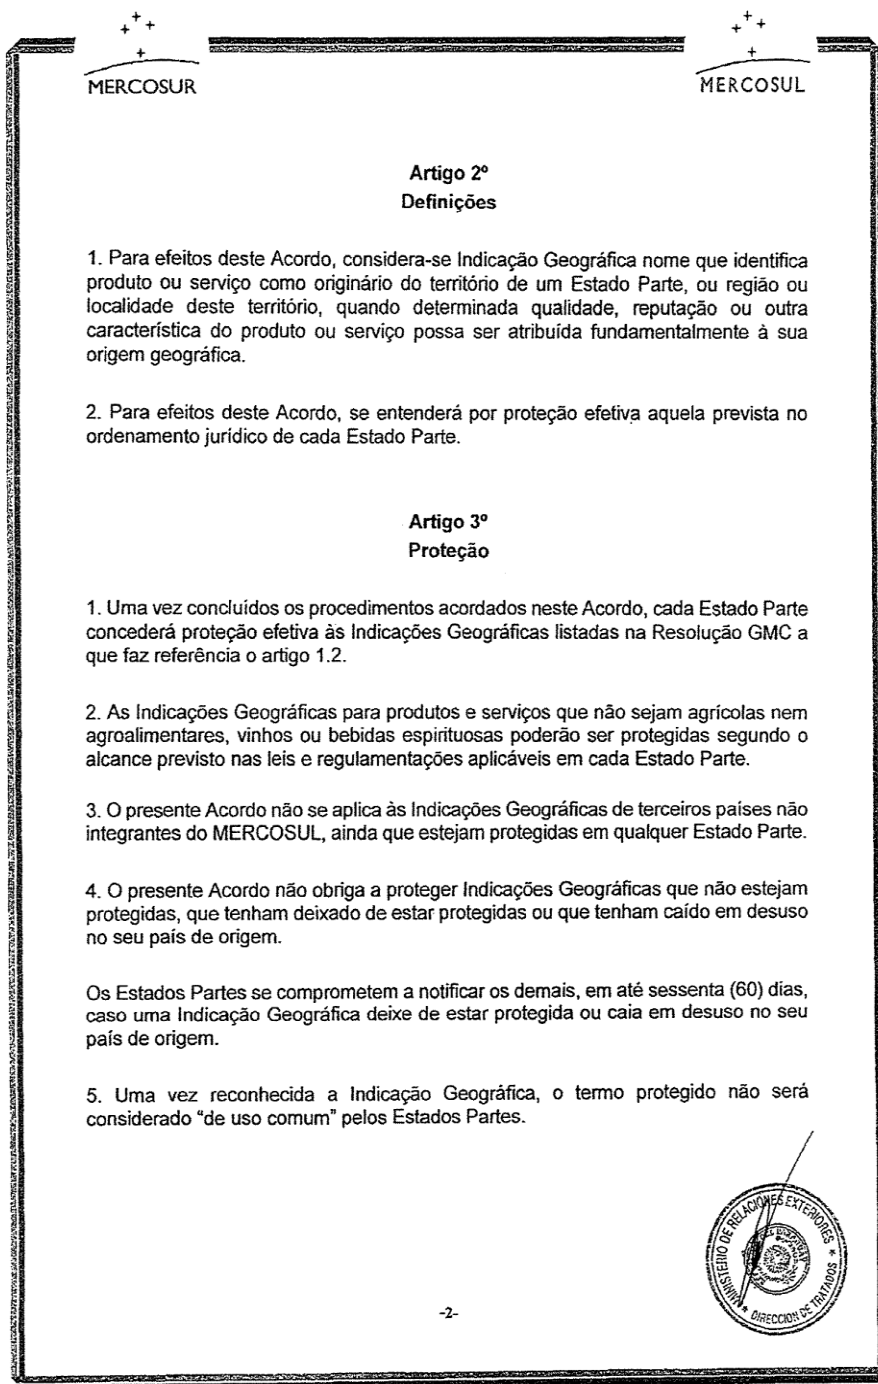 MERCOSUR
MERCOSUL
Artigo 2º
Definições
1. Para efeitos deste Acordo, considera-se Indicação Geográfica nome que identifica
produto ou serviço como originário do território de um Estado Parte, ou região ou
localidade deste território, quando determinada qualidade, reputação ou outra
característica do produto ou serviço possa ser atribuída fundamentalmente à sua
origem geográfica.
2. Para efeitos deste Acordo, se entenderá por proteção efetiva aquela prevista no
ordenamento jurídico de cada Estado Parte.
Artigo 3º
Proteção
1. Uma vez concluídos os procedimentos acordados neste Acordo, cada Estado Parte
concederá proteção efetiva às Indicações Geográficas listadas na Resolução GMC a
que faz referência o artigo 1.2.
2. As Indicações Geográficas para produtos e serviços que não sejam agrícolas nem
agroalimentares, vinhos ou bebidas espirituosas poderão ser protegidas segundo o
alcance previsto nas leis e regulamentações aplicáveis em cada Estado Parte.
3. O presente Acordo não se aplica às Indicações Geográficas de terceiros países não
integrantes do MERCOSUL, ainda que estejam protegidas em qualquer Estado Parte.
4. O presente Acordo não obriga a proteger Indicações Geográficas que não estejam
protegidas, que tenham deixado de estar protegidas ou que tenham caído em desuso
no seu país de origem.
Os Estados Partes se comprometem a notificar os demais, em até sessenta (60) dias,
caso uma Indicação Geográfica deixe de estar protegida ou caia em desuso no seu
país de origem.
5. Uma vez reconhecida a Indicação Geográfica, o termo protegido não será
considerado “de uso comum” pelos Estados Partes.
MINISTERIO DE RELACIONES EXTERIORES
DIRECCION DE TRATADOS
-2-